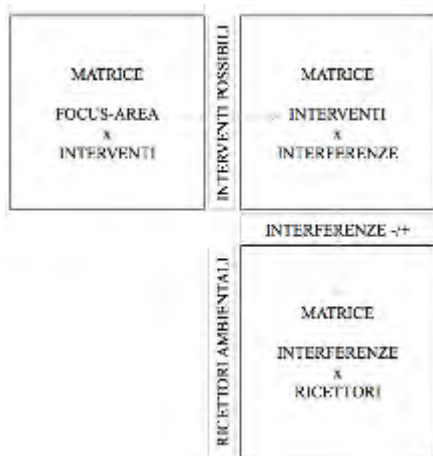 MATRICE
FOCUS-AREA
x
INTERVENTI
INTERVENTI POSSIBILI
MATRICE
INTERVENTI
x
INTERFERENZE
INTERFERENZE -/+
RICETTORI AMBIENTALI
MATRICE
INTERFERENZE
x
RICETTORI